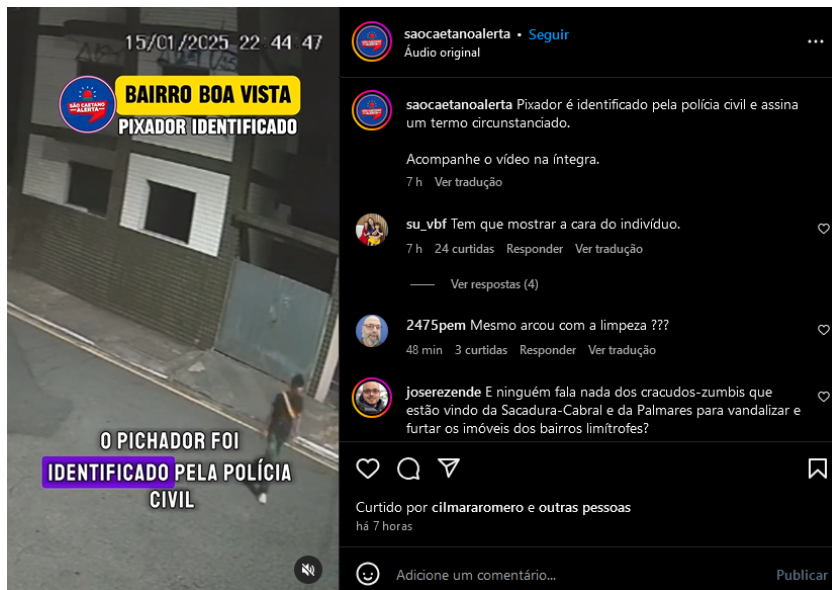 15/01/2025 22 44 47
SÃO CAETANO
ALERTA
BAIRRO BOA VISTA
PIXADOR IDENTIFICADO
O PICHADOR FOI
IDENTIFICADO PELA POLÍCIA
CIVIL
saocaetanoalerta • Seguir
Áudio original
saocaetanoalerta Pixador é identificado pela polícia civil e assina
um termo circunstanciado.
Acompanhe o vídeo na íntegra.
7 h Ver tradução
su_vbf Tem que mostrar a cara do indivíduo.
7 h 24 curtidas Responder Ver tradução
Ver respostas (4)
2475pem Mesmo arcou com a limpeza ???
48 min 3 curtidas Responder Ver tradução
joserezende E ninguém fala nada dos cracudos-zumbis que
estão vindo da Sacadura-Cabral e da Palmares para vandalizar e
furtar os imóveis dos bairros limítrofes?
Curtido por cilmararomero e outras pessoas
há 7 horas
Adicione um comentário...
Publicar